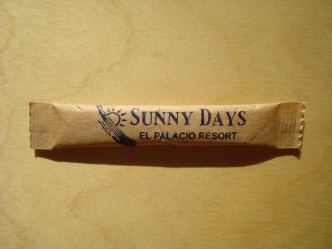 SUNNY DAYS
EL PALACIO RESORT